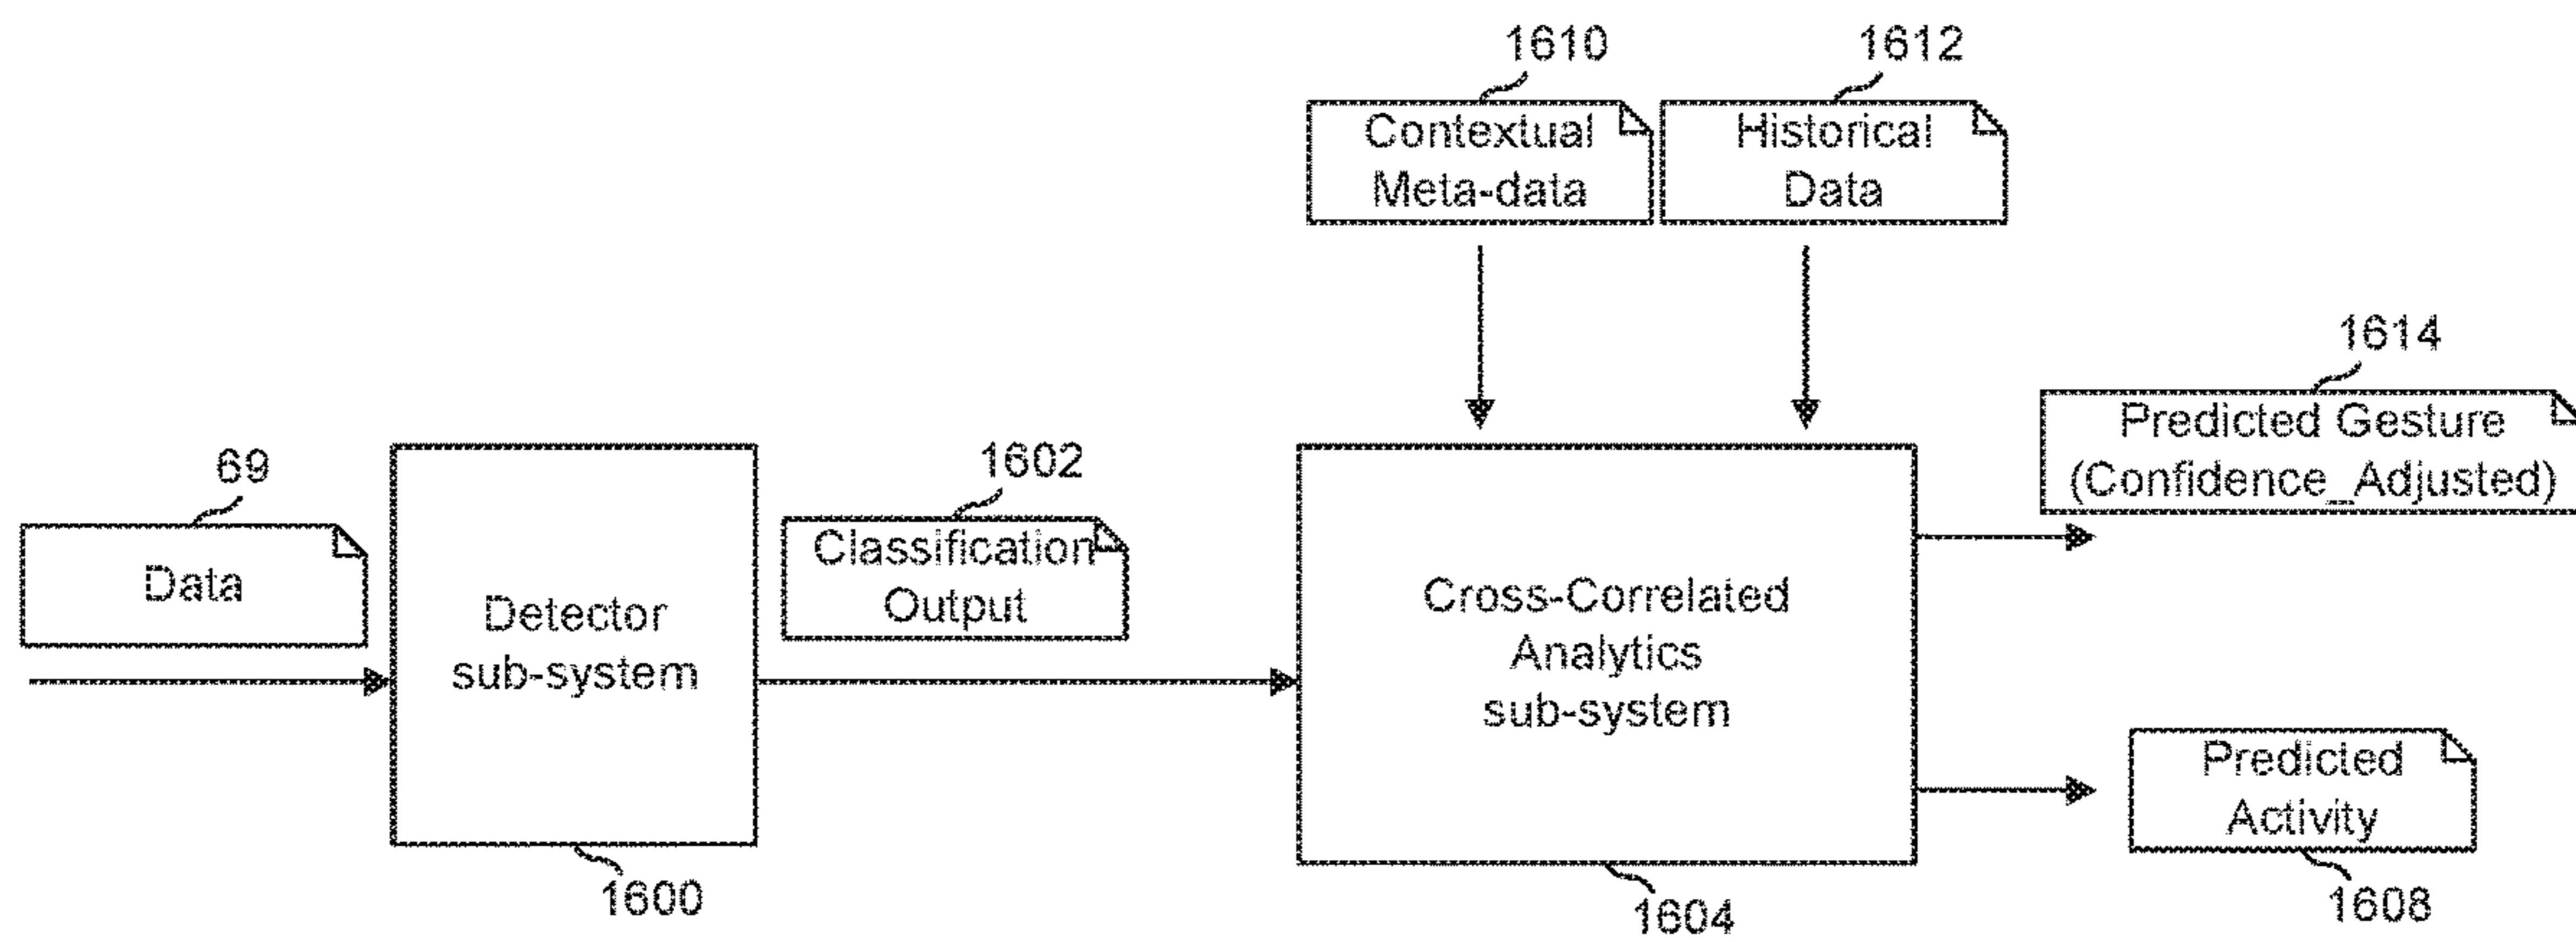 1610
1612
Contextual
Meta-data
Historical
Data
1614
Predicted Gesture
(Confidence_Adjusted)
69
Data
1602
Classification
Output
Detector
sub-system
Cross-Correlated
Analytics
sub-system
Predicted
Activity
1600
1604
1608